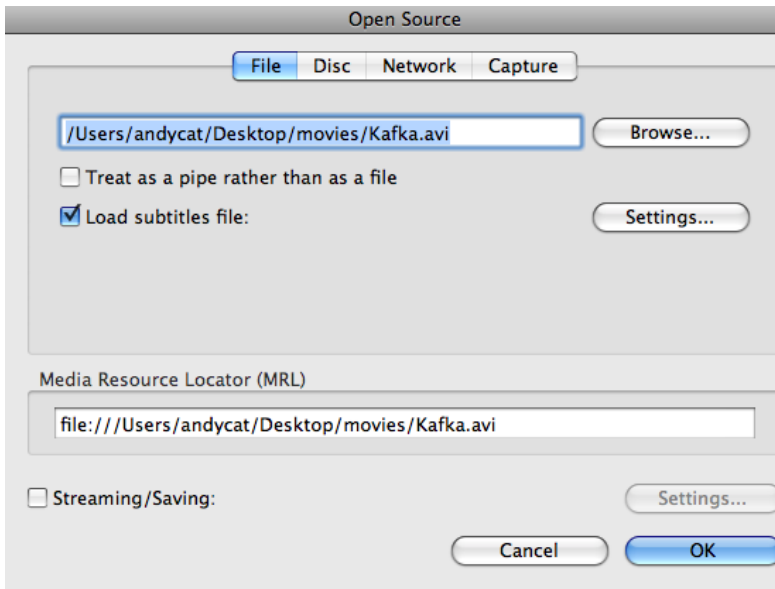 Open Source
File Disc Network Capture
/Users/andycat/Desktop/movies/Kafka.avi Browse...
Treat as a pipe rather than as a file
Load subtitles file: Settings...
Media Resource Locator (MRL)
file:///Users/andycat/Desktop/movies/Kafka.avi
Streaming/Saving: Settings...
Cancel OK